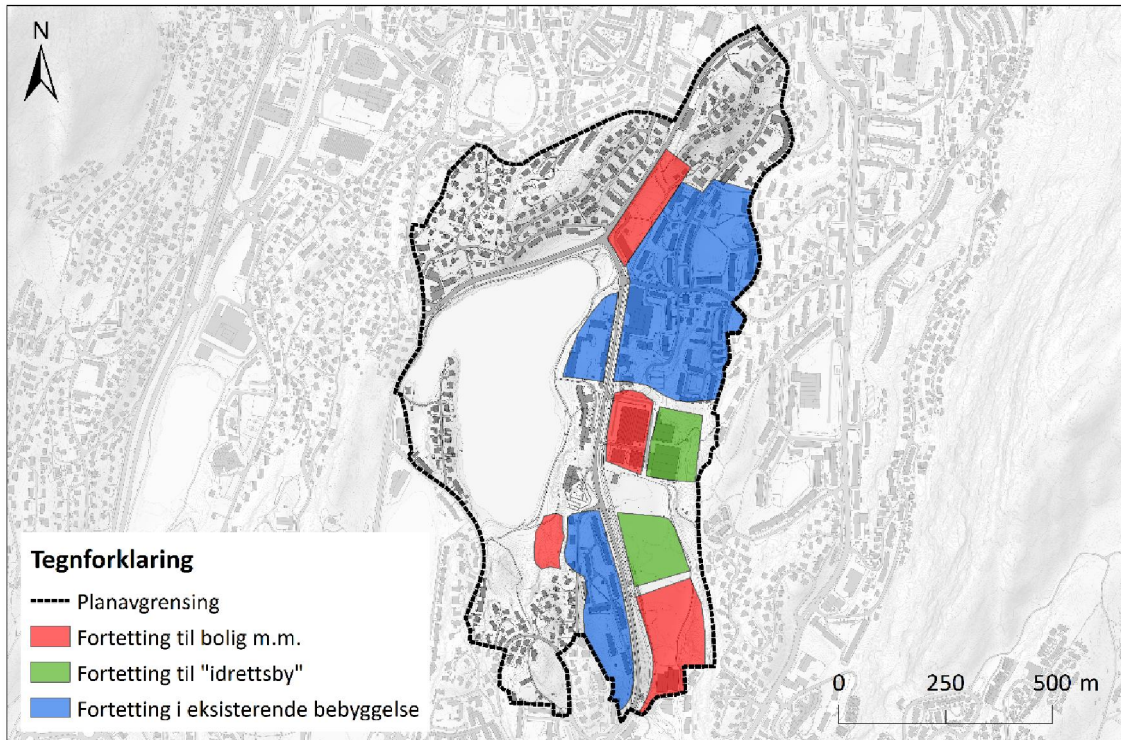 N
Tegnforklaring
Planavgrensing
Fortetting til bolig m.m.
Fortetting til "idrettsby"
Fortetting i eksisterende bebyggelse
0 250 500 m